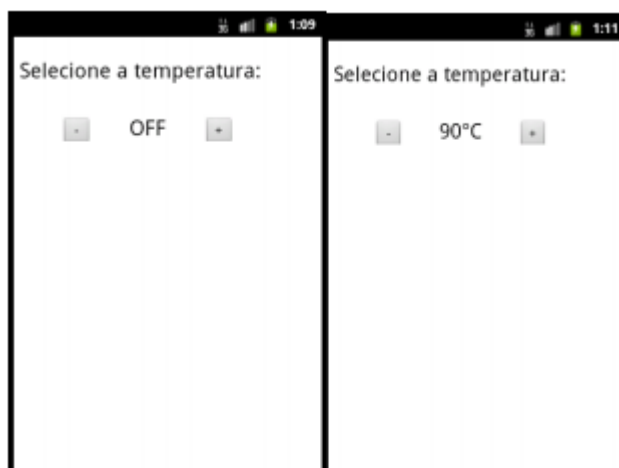 1:09
Selecione a temperatura:
- OFF +
1:11
Selecione a temperatura:
- 90°C +